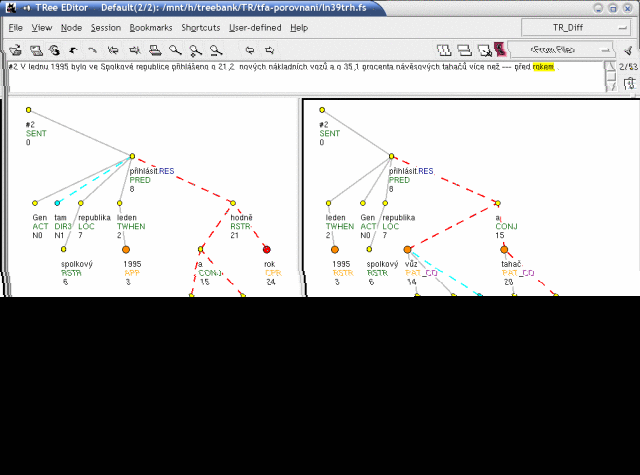 TRee EDitor Default(2/2): /mnt/h/treebank/TR/tfa-porovnani/ln39trh.fs
File View Node Session Bookmarks Shortcuts User-defined Help
TR_Diff
<From File>
2/53
#2 V lednu 1995 bylo ve Spolkové republice přihlášeno o 21,2 nových nákladních vozů a o 35,1 procenta návěsových tahačů více než --- před rokem
#2
SENT
0
přihlásit.RES
PRED
8
Gen tam republika leden hodně
ACT DIR3 LOC TWHEN RSTR
N0 N1 7 2 21
spolkový 1995 a rok
RSTR APP CONJ CPR
6 3 15 24
#2
SENT
0
přihlásit.RES
PRED
8
leden Gen republika a
TWHEN ACT LOC CONJ
2 N0 7 15
1995 spolkový vůz tahač
RSTR RSTR PAT_CO PAT_CO
3 6 14 20